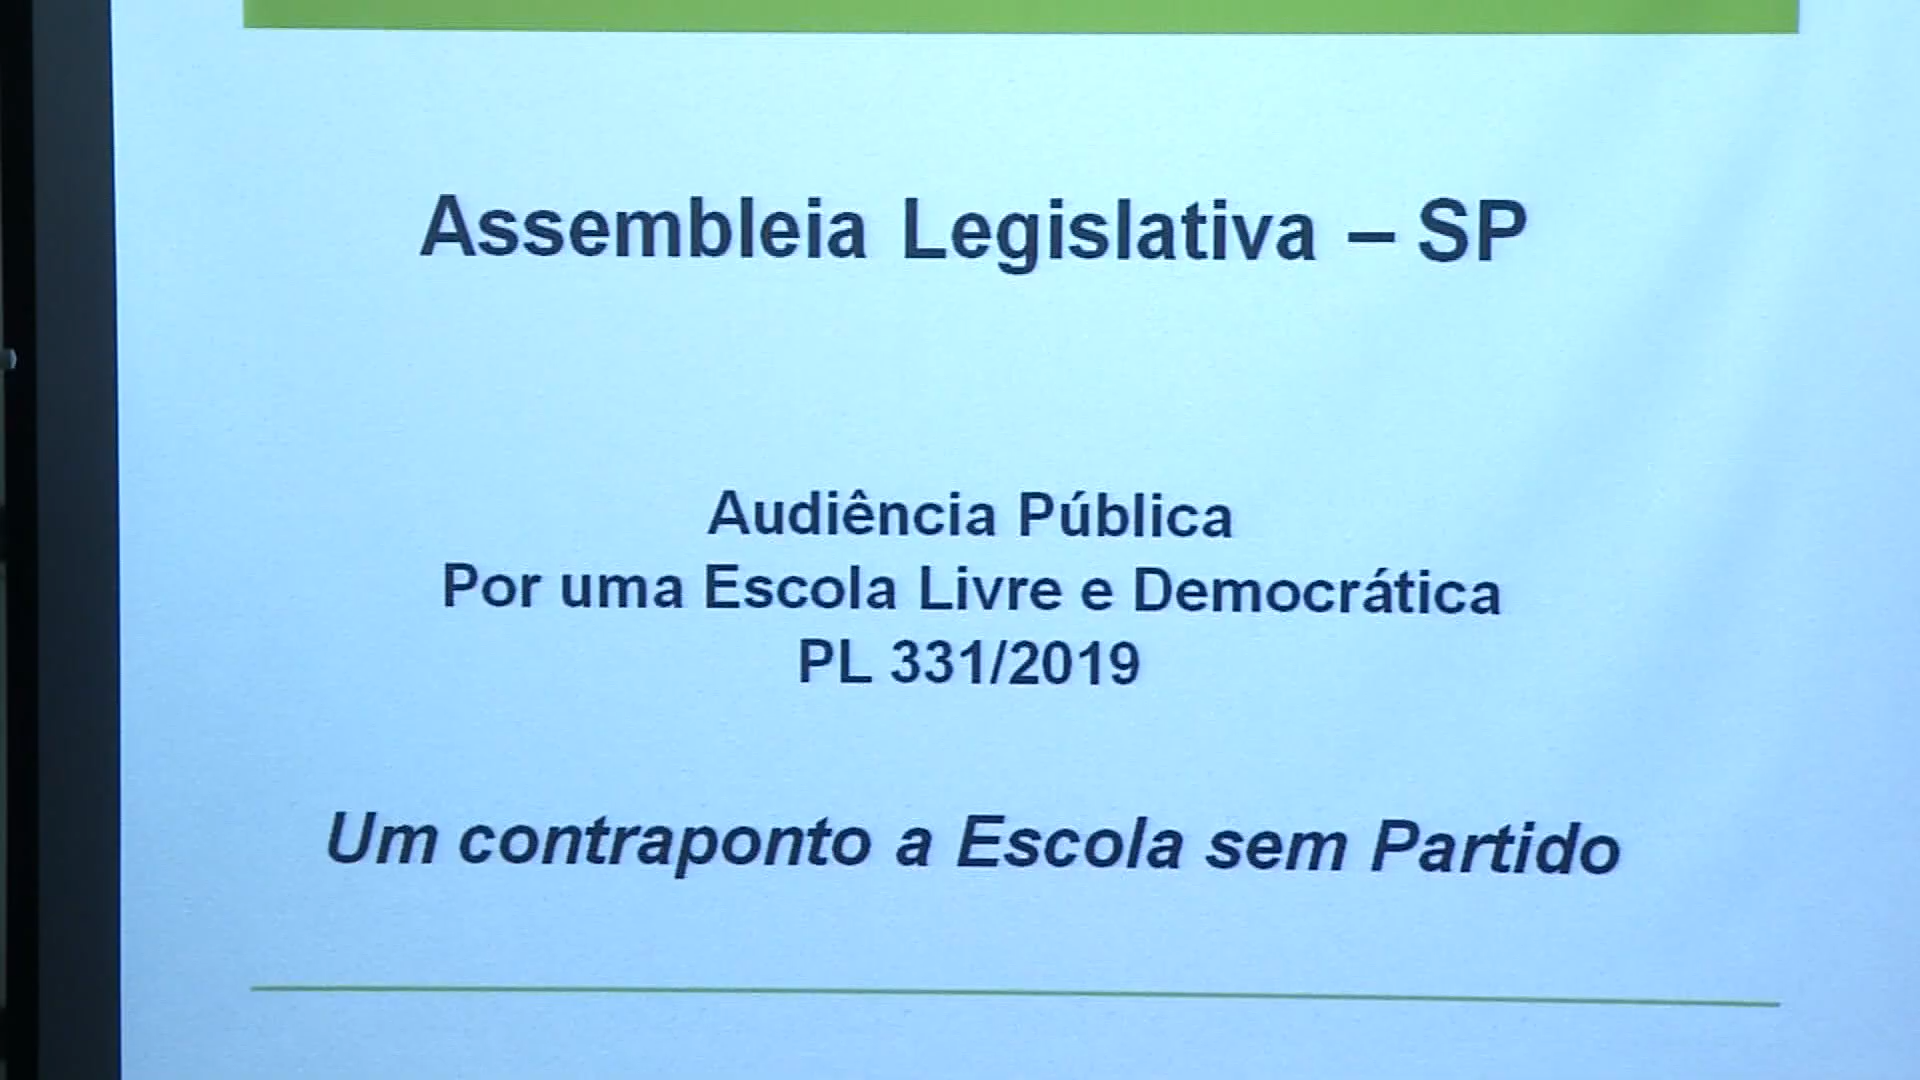 Assembleia Legislativa – SP
Audiência Pública
Por uma Escola Livre e Democrática
PL 331/2019
Um contraponto a Escola sem Partido